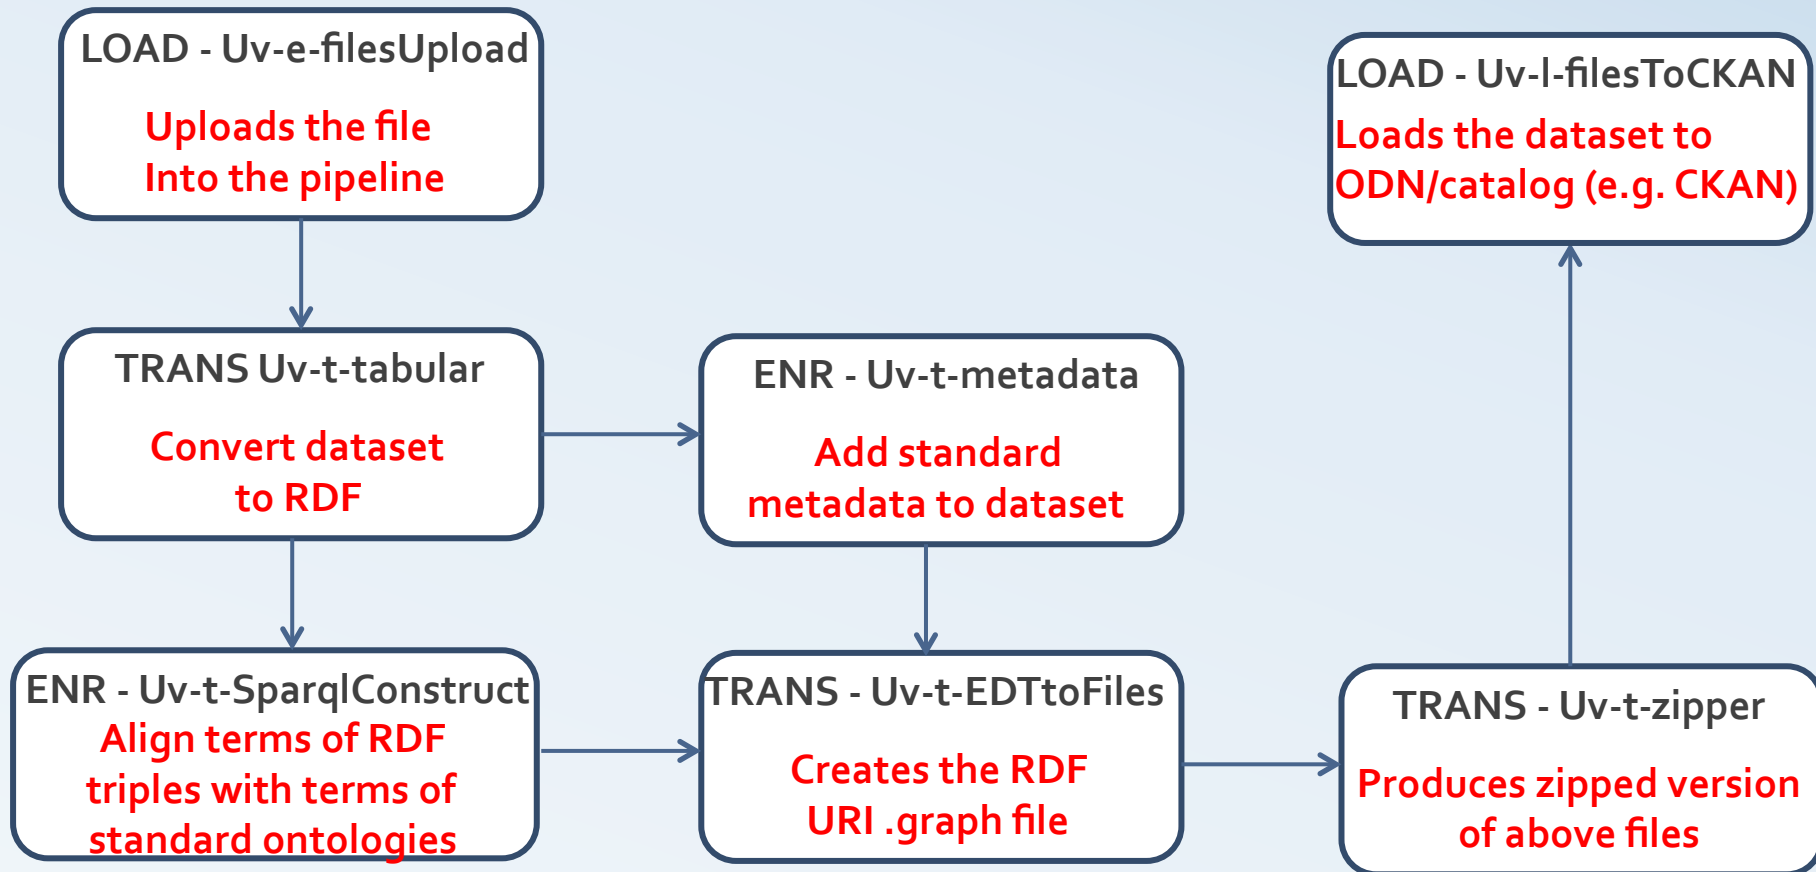 LOAD - Uv-e-filesUpload
Uploads the file
Into the pipeline
LOAD - Uv-l-filesToCKAN
Loads the dataset to
ODN/catalog (e.g. CKAN)
TRANS Uv-t-tabular
Convert dataset
to RDF
ENR - Uv-t-metadata
Add standard
metadata to dataset
ENR - Uv-t-SparqlConstruct
Align terms of RDF
triples with terms of
standard ontologies
TRANS - Uv-t-EDTtoFiles
Creates the RDF
URI .graph file
TRANS - Uv-t-zipper
Produces zipped version
of above files